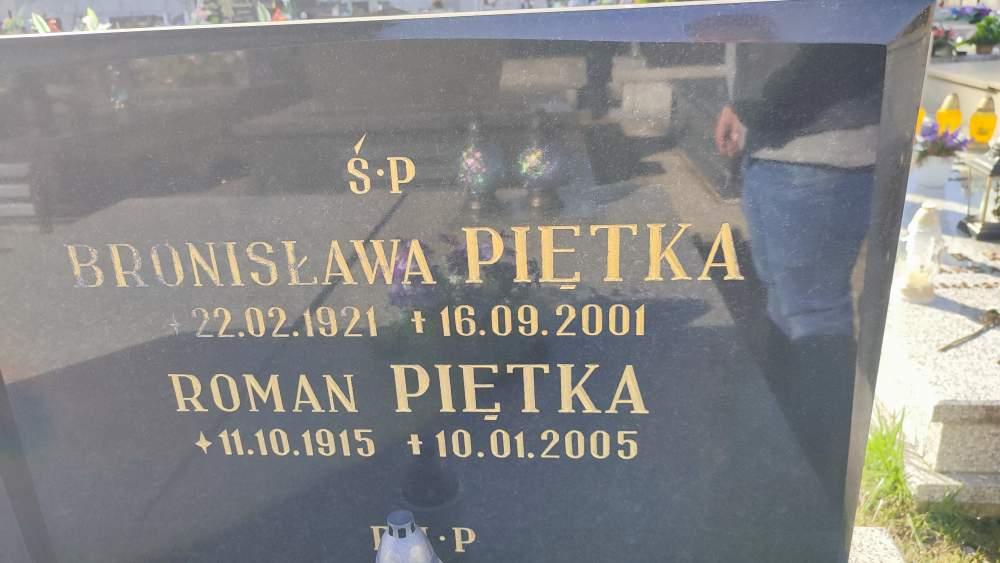 Ś·P
BRONISŁAWA PIĘTKA
22.02.1921 ✝ 16.09.2001
ROMAN PIĘTKA
✦ 11.10.1915 ✝ 10.01.2005
P